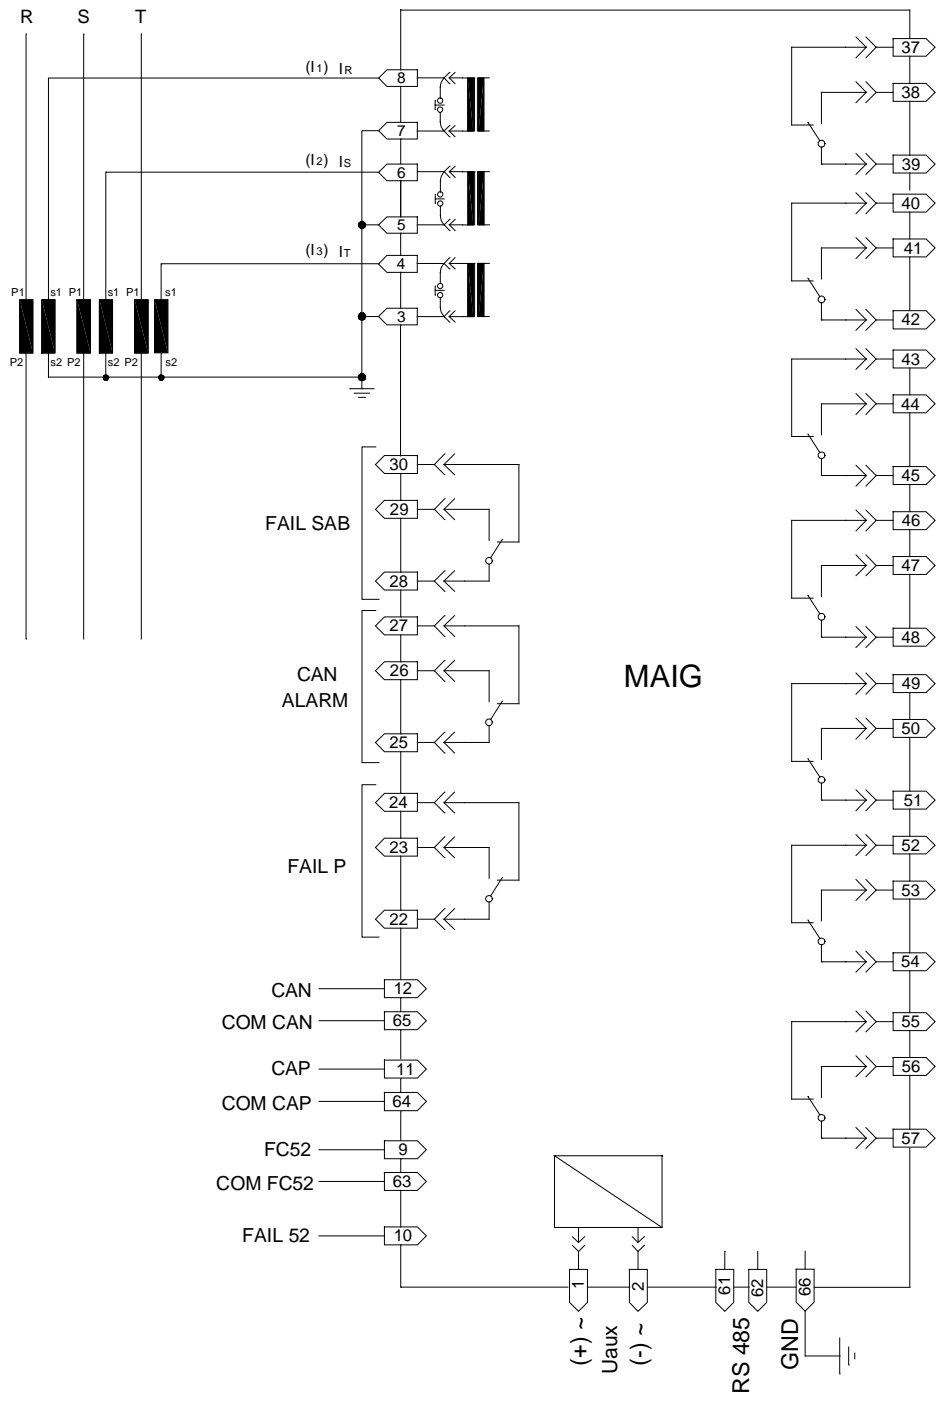 R S T
(I1) IR
8
7
(I2) IS
6
5
(I3) IT
4
3
P1 s1 P1 s1 P1 s1
P2 s2 P2 s2 P2 s2
30
29
FAIL SAB
28
27
26
CAN
ALARM
25
24
23
FAIL P
22
CAN 12
COM CAN 65
CAP 11
COM CAP 64
FC52 9
COM FC52 63
FAIL 52 10
MAIG
37
38
39
40
41
42
43
44
45
46
47
48
49
50
51
52
53
54
55
56
57
1 2 61 62 66
(+) ~
Uaux
(-) ~
RS 485
GND